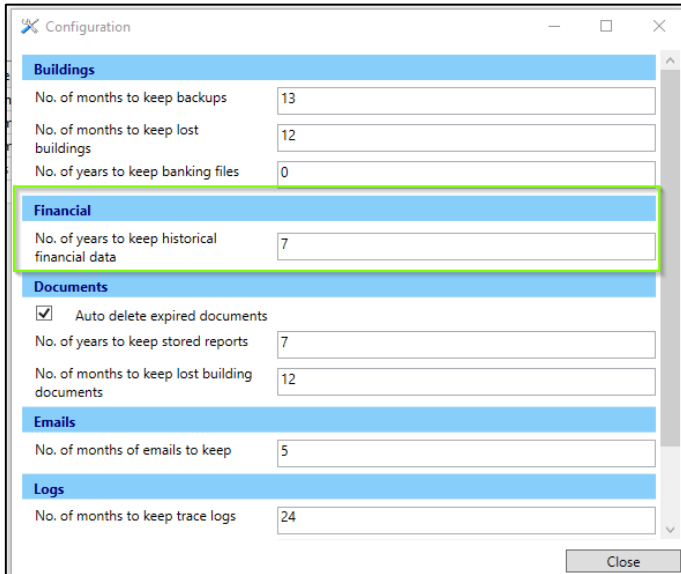 Configuration
Buildings
No. of months to keep backups 13
No. of months to keep lost
buildings 12
No. of years to keep banking files 0
Financial
No. of years to keep historical
financial data 7
Documents
Auto delete expired documents
No. of years to keep stored reports 7
No. of months to keep lost building
documents 12
Emails
No. of months of emails to keep 5
Logs
No. of months to keep trace logs 24
Close